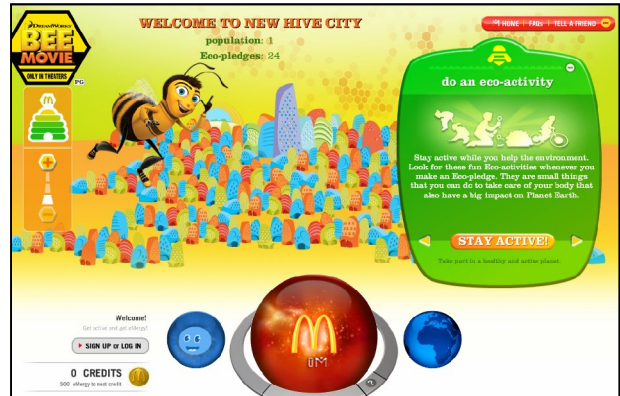 DREAMWORKS
BEE
MOVIE
ONLY IN THEATERS
PG
WELCOME TO NEW HIVE CITY
population: 1
Eco-pledges: 24
HOME | FAQs | TELL A FRIEND
do an eco-activity
Stay active while you help the environment.
Look for these fun Eco-activities whenever you
make an Eco-pledge. They are small things
that you can do to take care of your body that
also have a big impact on Planet Earth.
STAY ACTIVE!
Take part in a healthy and active planet.
Welcome!
Get active and get eMergy!
SIGN UP or LOG IN
0 CREDITS
500 eMergy to next credit
M
iM
?